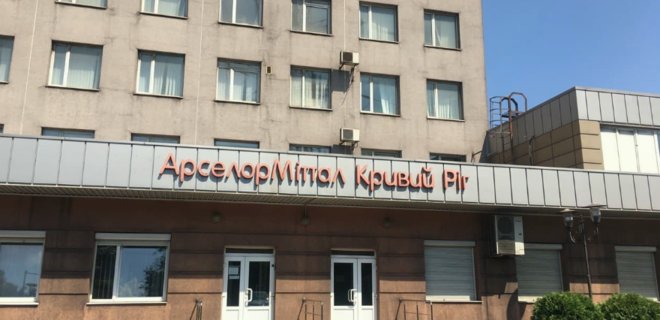 АрселорМіттал Кривий Ріг